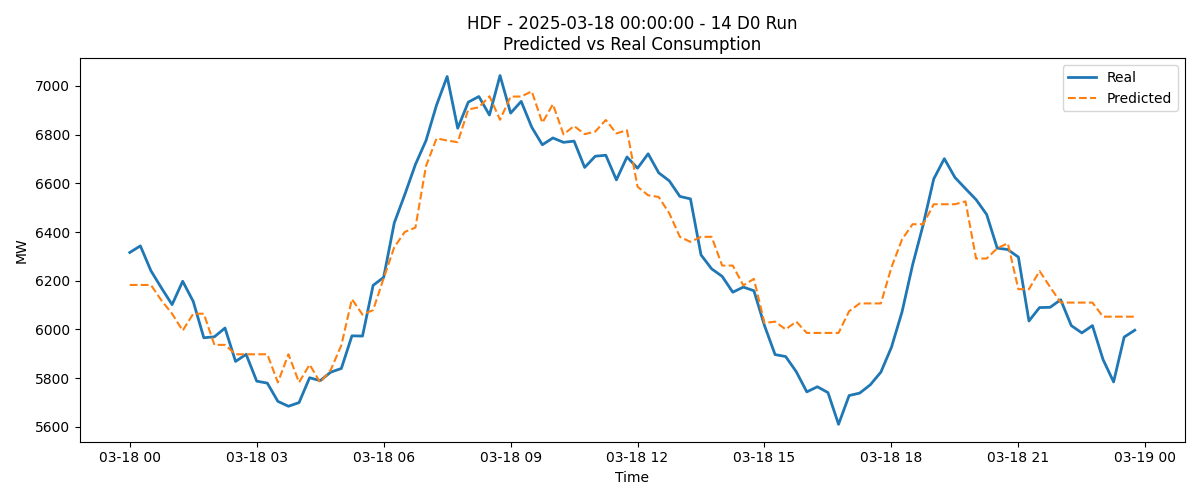 HDF - 2025-03-18 00:00:00 - 14 D0 Run
Predicted vs Real Consumption
Real
Predicted
MW
7000
6800
6600
6400
6200
6000
5800
5600
03-18 00
03-18 03
03-18 06
03-18 09
03-18 12
03-18 15
03-18 18
03-18 21
03-19 00
Time